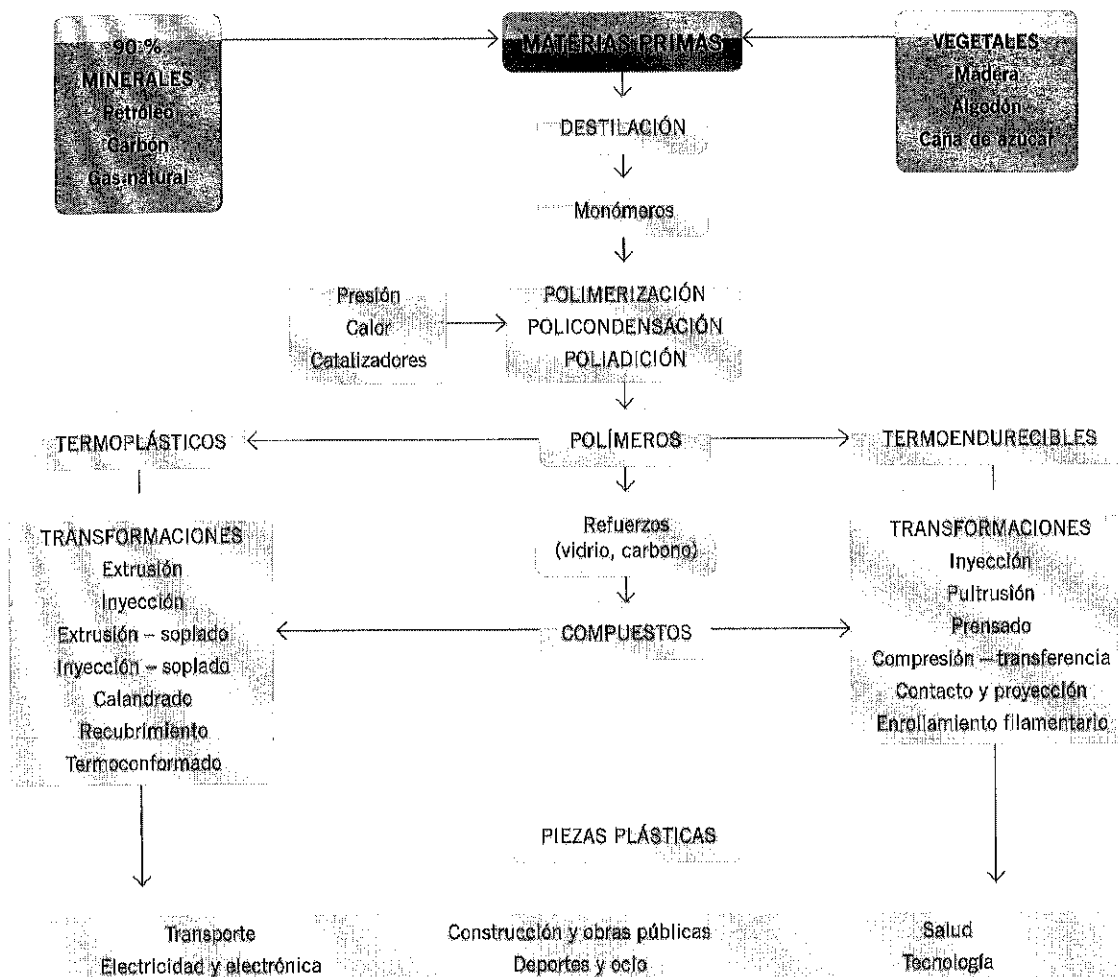 90 %
MINERALES
Petróleo
Carbón
Gas natural
MATERIAS PRIMAS
VEGETALES
Madera
Algodón
Caña de azúcar
DESTILACIÓN
Monómeros
Presión
Calor
Catalizadores
POLIMERIZACIÓN
POLICONDENSACIÓN
POLIADICIÓN
TERMOPLÁSTICOS
POLÍMEROS
TERMOENDURECIBLES
TRANSFORMACIONES
Extrusión
Inyección
Extrusión – soplado
Inyección – soplado
Calandrado
Recubrimiento
Termoconformado
Refuerzos
(vidrio, carbono)
COMPUESTOS
TRANSFORMACIONES
Inyección
Pultrusión
Prensado
Compresión – transferencia
Contacto y proyección
Enrollamiento filamentario
PIEZAS PLÁSTICAS
Transporte
Electricidad y electrónica
Construcción y obras públicas
Deportes y ocio
Salud
Tecnología